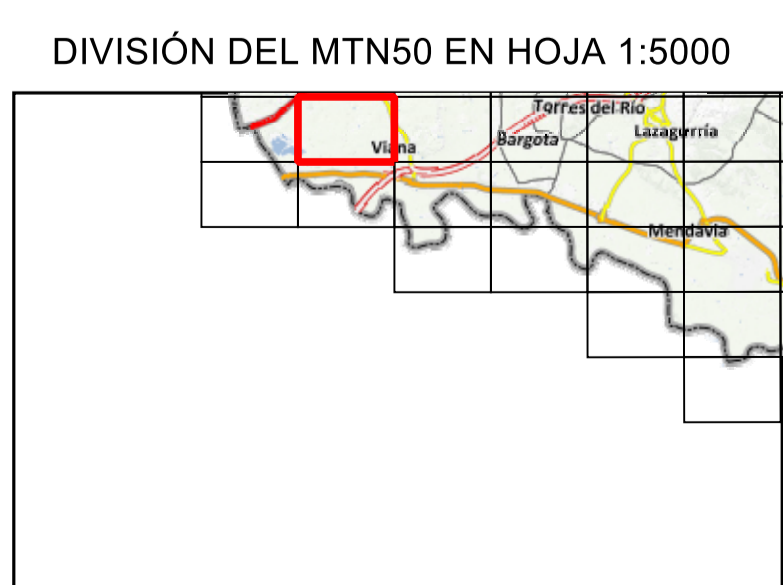 DIVISIÓN DEL MTN50 EN HOJA 1:5000
Torres del Río
Lazagurría
Bargota
Viana
Mendavia